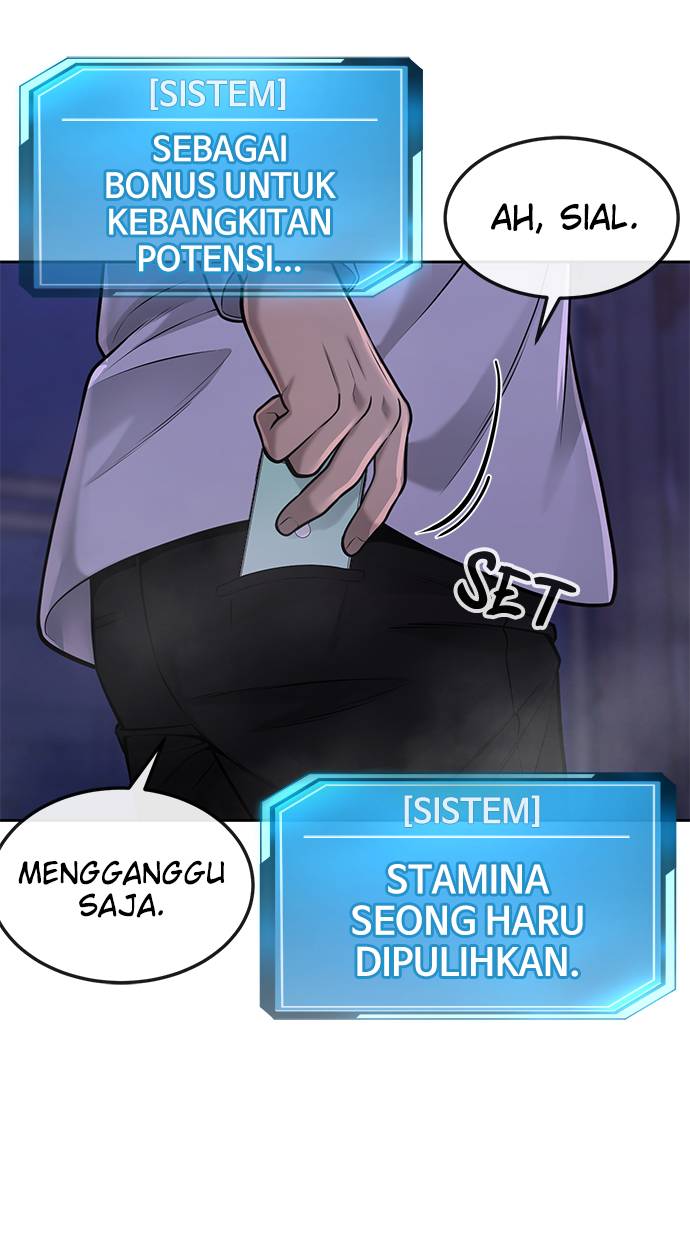 [SISTEM]
SEBAGAI
BONUS UNTUK
KEBANGKITAN
POTENSI...
AH, SIAL.
SET
MENGGANGGU
SAJA.
[SISTEM]
STAMINA
SEONG HARU
DIPULIHKAN.